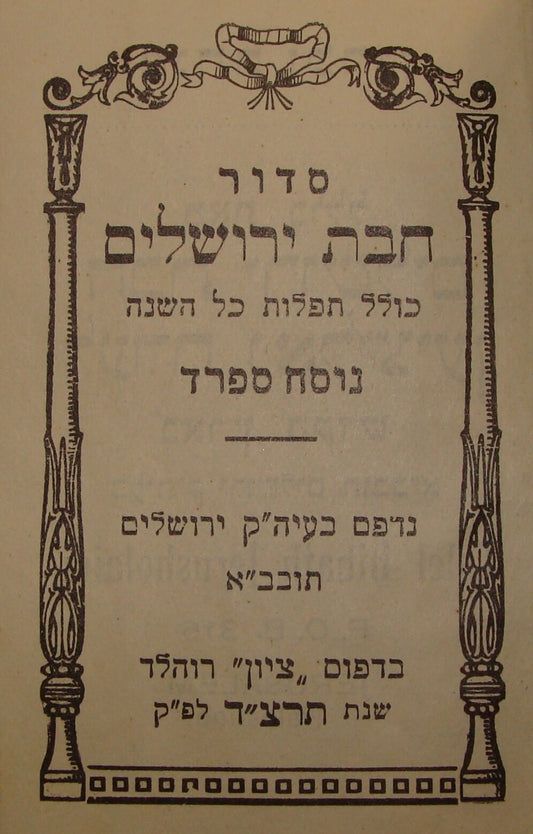 סדור
חבת ירושלים
כולל תפלות כל השנה
נוסח ספרד
נדפס בעיה״ק ירושלים
תובב״א
בדפוס „ציון״ רוהלד
שנת תרצ״ד לפ״ק